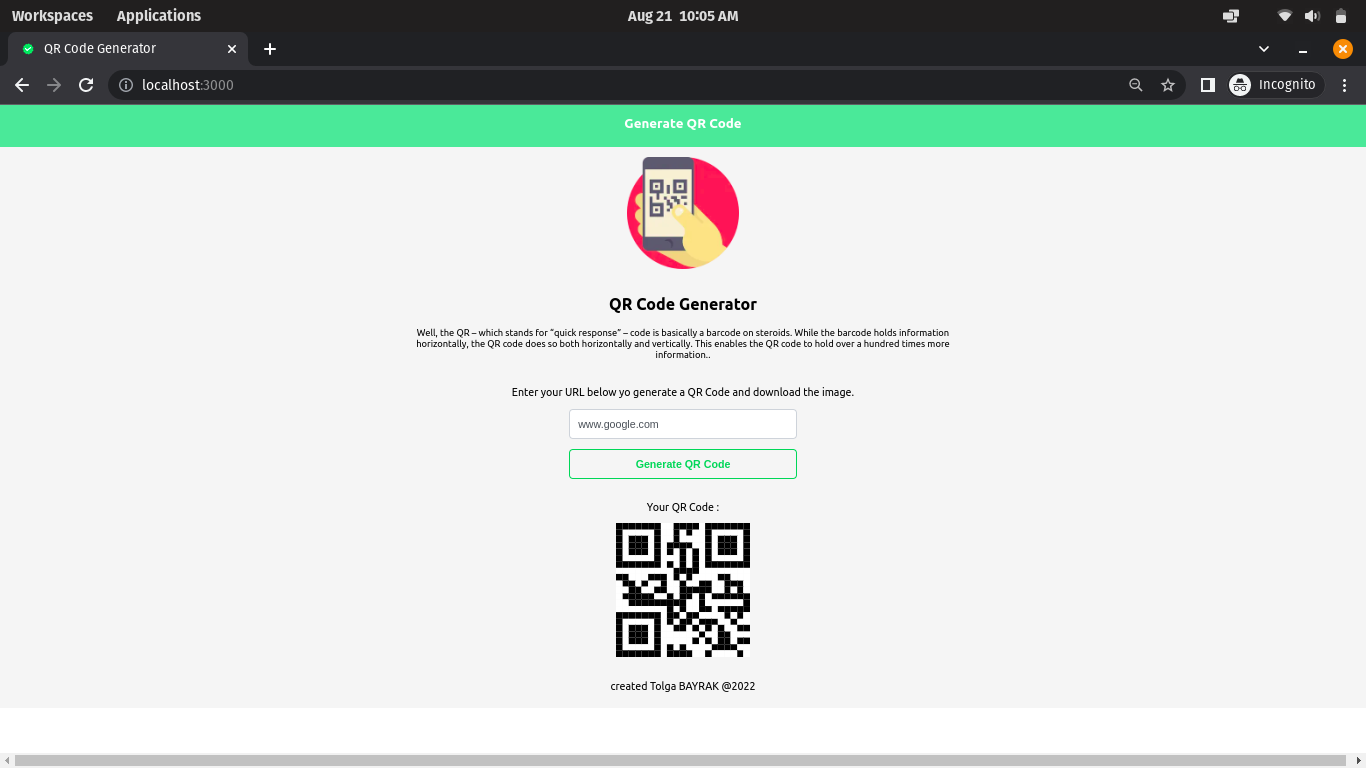 Workspaces Applications Aug 21 10:05 AM
QR Code Generator
localhost:3000 Incognito
Generate QR Code
QR Code Generator
Well, the QR – which stands for “quick response” – code is basically a barcode on steroids. While the barcode holds information
horizontally, the QR code does so both horizontally and vertically. This enables the QR code to hold over a hundred times more
information..
Enter your URL below yo generate a QR Code and download the image.
www.google.com
Generate QR Code
Your QR Code :
created Tolga BAYRAK @2022